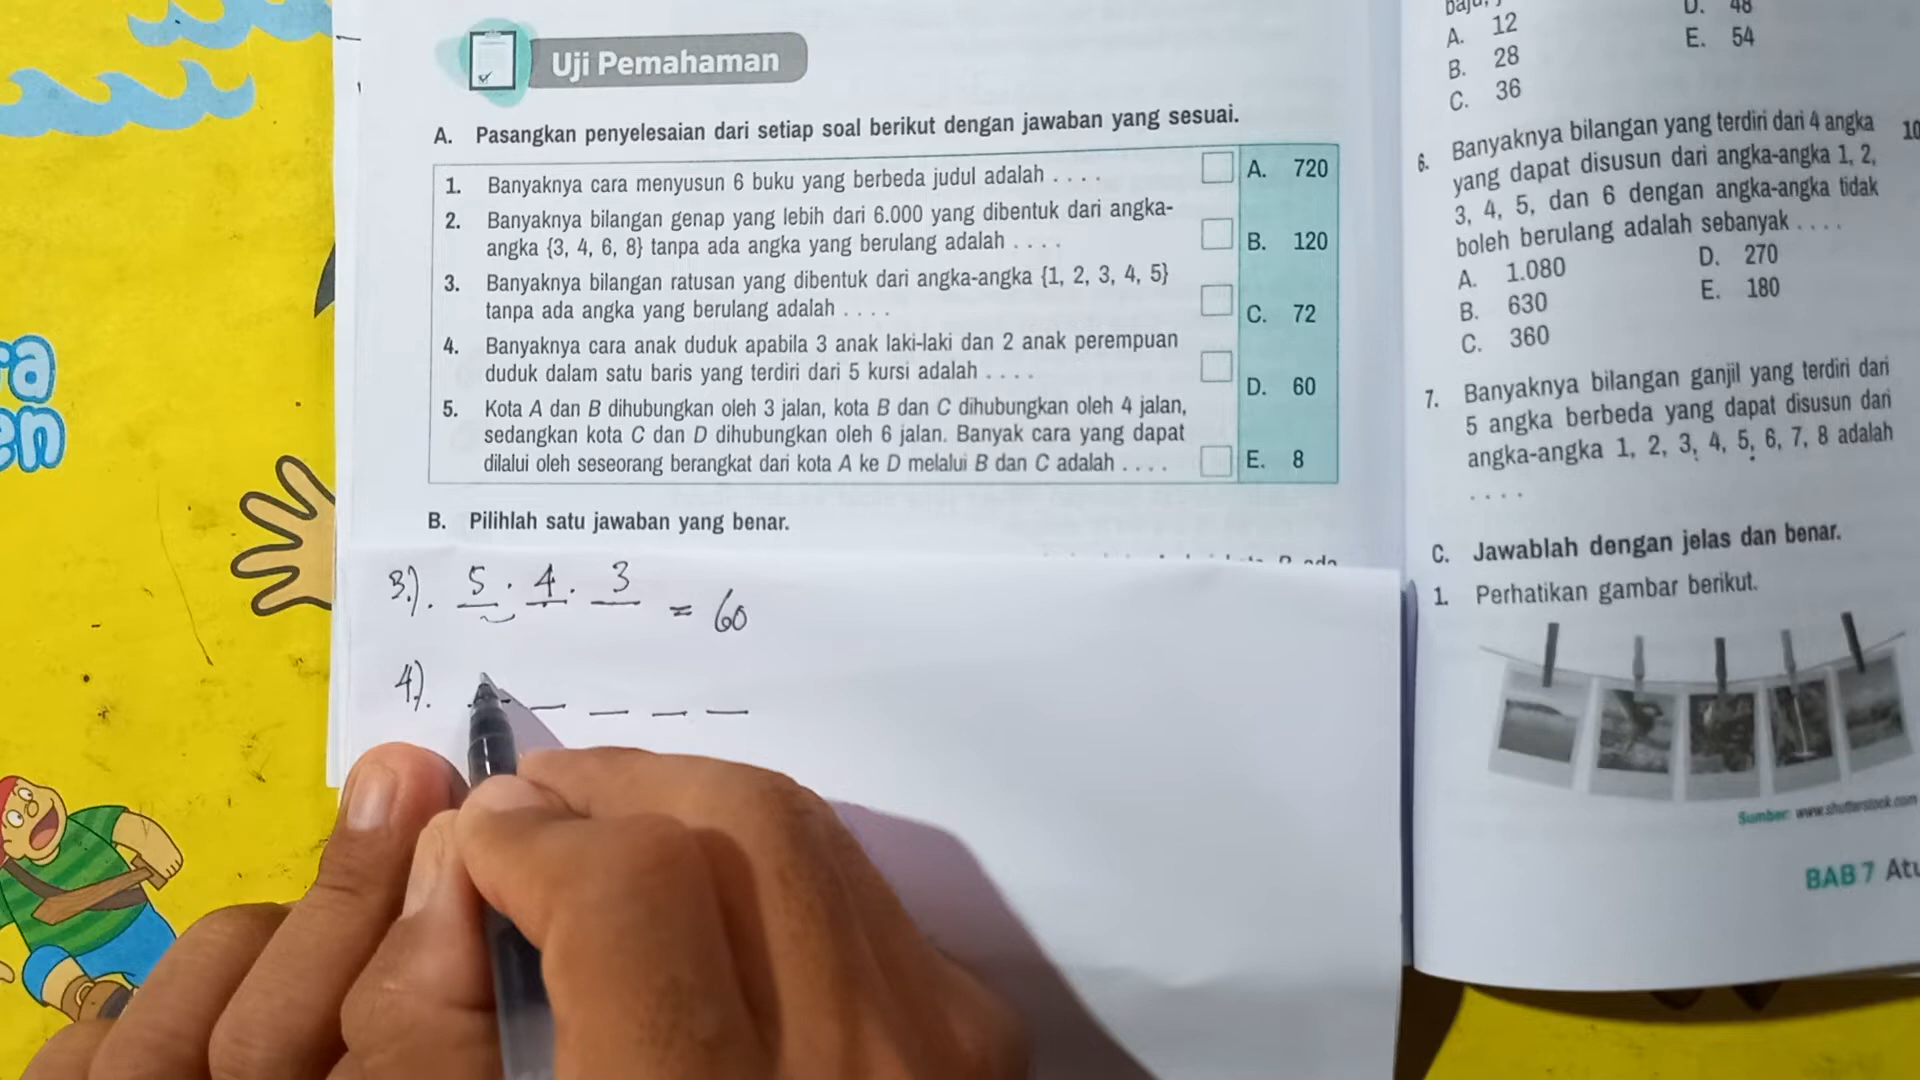 Uji Pemahaman
A. Pasangkan penyelesaian dari setiap soal berikut dengan jawaban yang sesuai.
1. Banyaknya cara menyusun 6 buku yang berbeda judul adalah . . . .
2. Banyaknya bilangan genap yang lebih dari 6.000 yang dibentuk dari angka-
angka {3, 4, 6, 8} tanpa ada angka yang berulang adalah . . . .
3. Banyaknya bilangan ratusan yang dibentuk dari angka-angka {1, 2, 3, 4, 5}
tanpa ada angka yang berulang adalah . . . .
4. Banyaknya cara anak duduk apabila 3 anak laki-laki dan 2 anak perempuan
duduk dalam satu baris yang terdiri dari 5 kursi adalah . . . .
5. Kota A dan B dihubungkan oleh 3 jalan, kota B dan C dihubungkan oleh 4 jalan,
sedangkan kota C dan D dihubungkan oleh 6 jalan. Banyak cara yang dapat
dilalui oleh seseorang berangkat dari kota A ke D melalui B dan C adalah . . . .
A. 720
B. 120
C. 72
D. 60
E. 8
B. Pilihlah satu jawaban yang benar.
3). 5 . 4 . 3 = 60
4). _ _ _ _ _
A. 12
B. 28
C. 36
D. 48
E. 54
6. Banyaknya bilangan yang terdiri dari 4 angka
yang dapat disusun dari angka-angka 1, 2,
3, 4, 5, dan 6 dengan angka-angka tidak
boleh berulang adalah sebanyak . . . .
A. 1.080
B. 630
C. 360
D. 270
E. 180
7. Banyaknya bilangan ganjil yang terdiri dari
5 angka berbeda yang dapat disusun dari
angka-angka 1, 2, 3, 4, 5, 6, 7, 8 adalah
. . . .
C. Jawablah dengan jelas dan benar.
1. Perhatikan gambar berikut.
Sumber: www.shutterstock.com
BAB 7
10